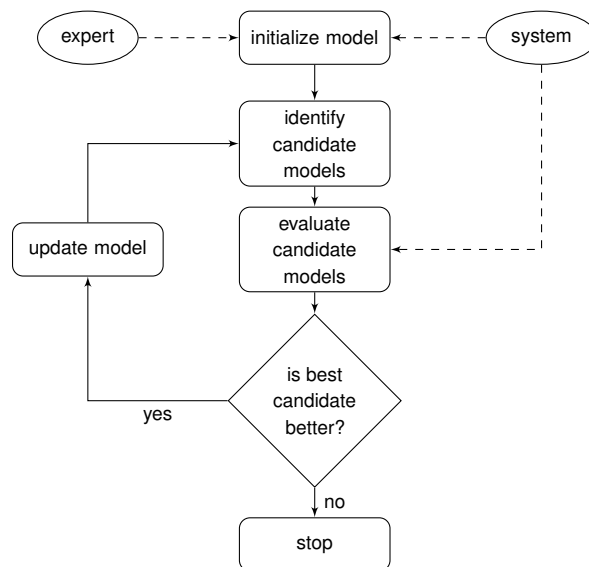 expert
initialize model
system
identify
candidate
models
update model
evaluate
candidate
models
is best
candidate
better?
yes
no
stop